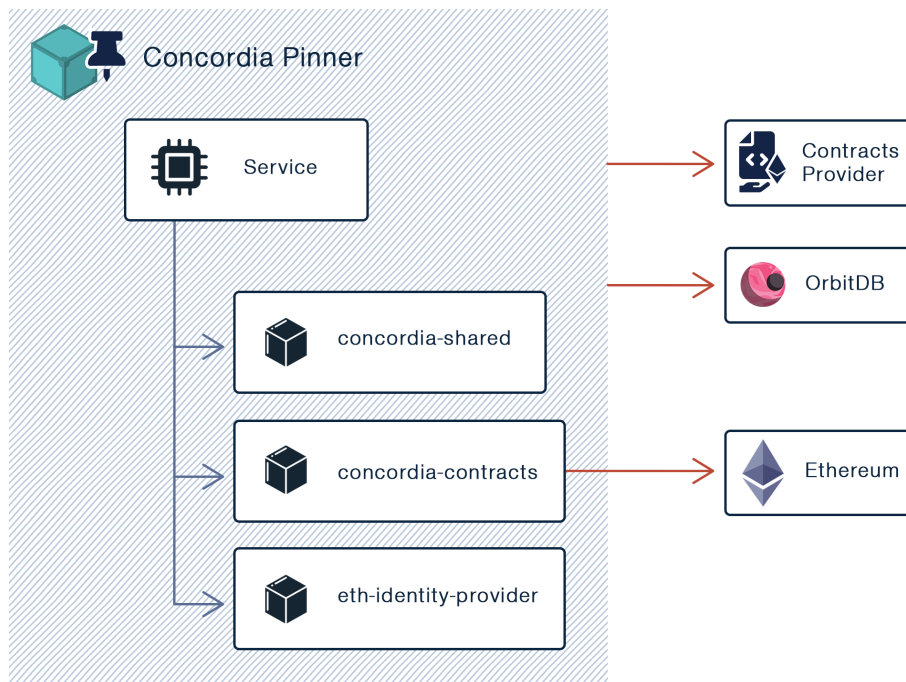 Concordia Pinner
Service
Contracts
Provider
OrbitDB
concordia-shared
concordia-contracts
Ethereum
eth-identity-provider